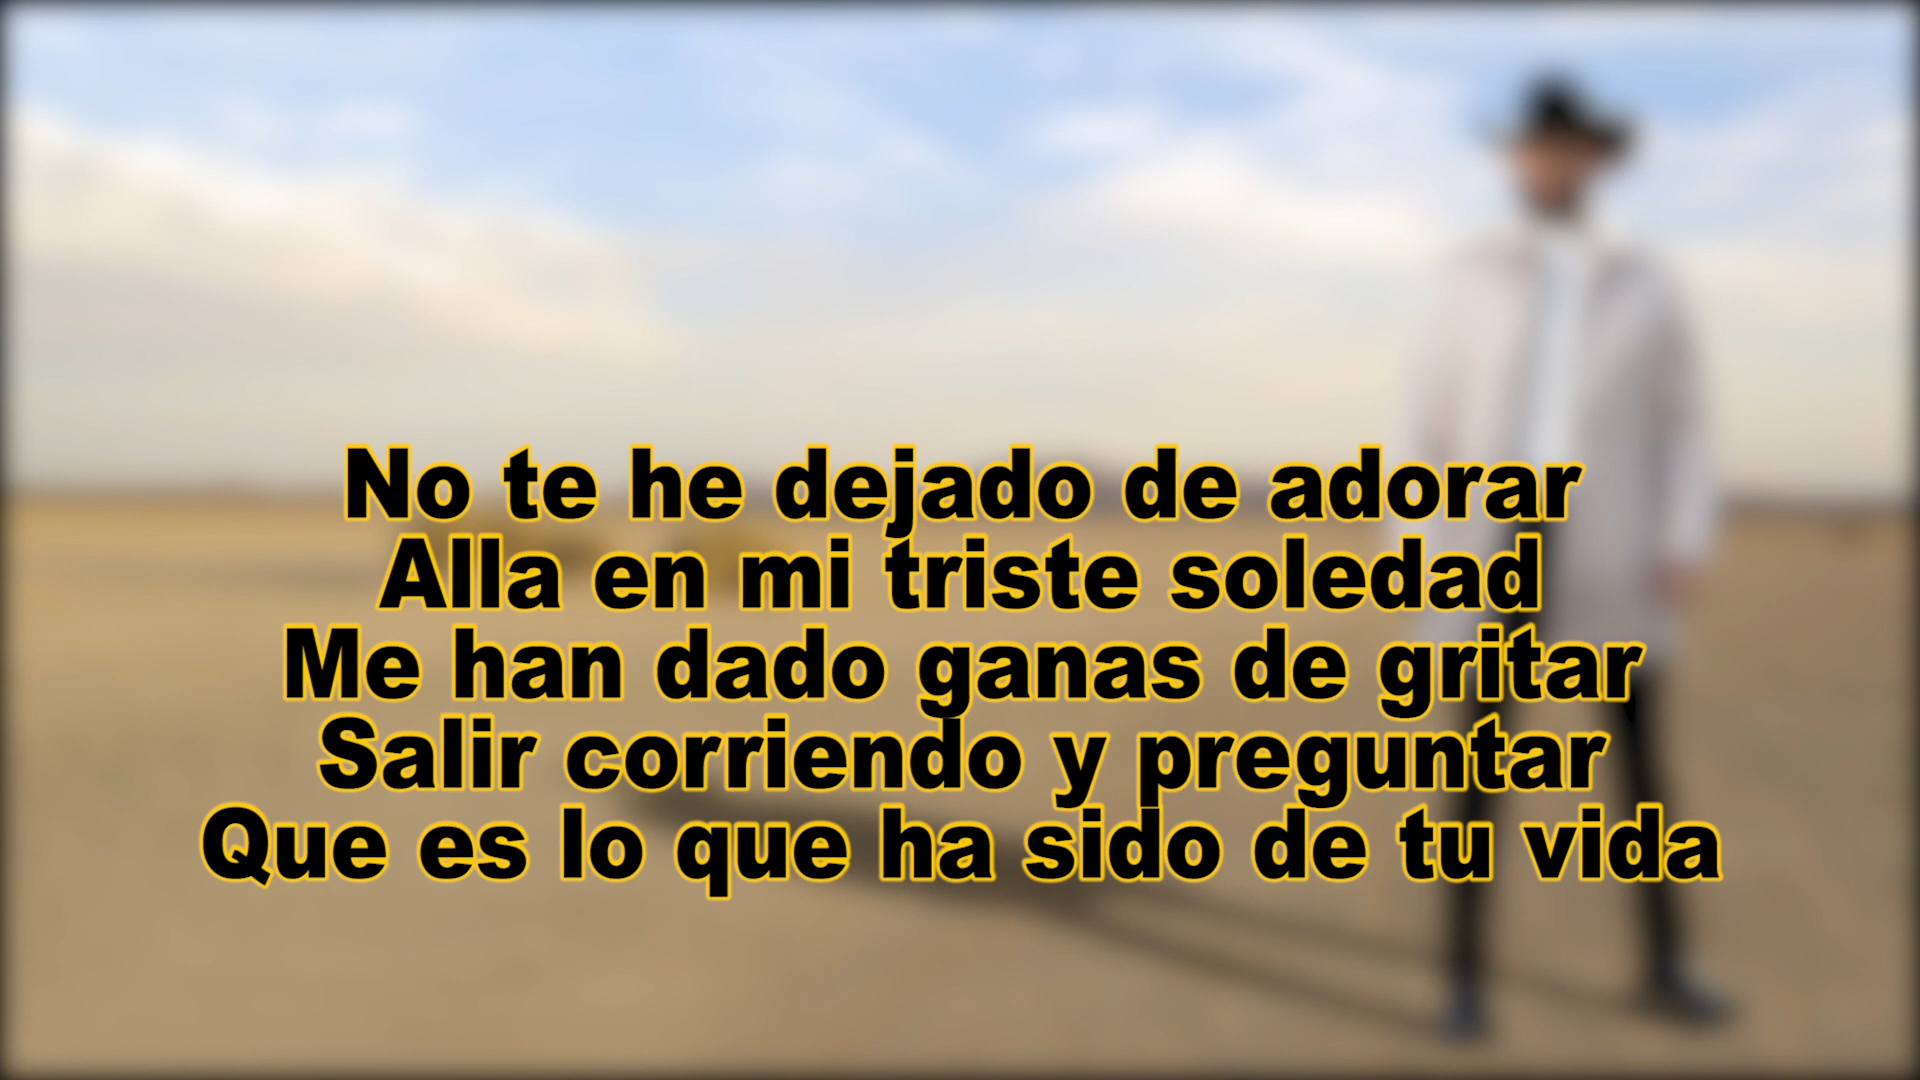 No te he dejado de adorar
Alla en mi triste soledad
Me han dado ganas de gritar
Salir corriendo y preguntar
Que es lo que ha sido de tu vida